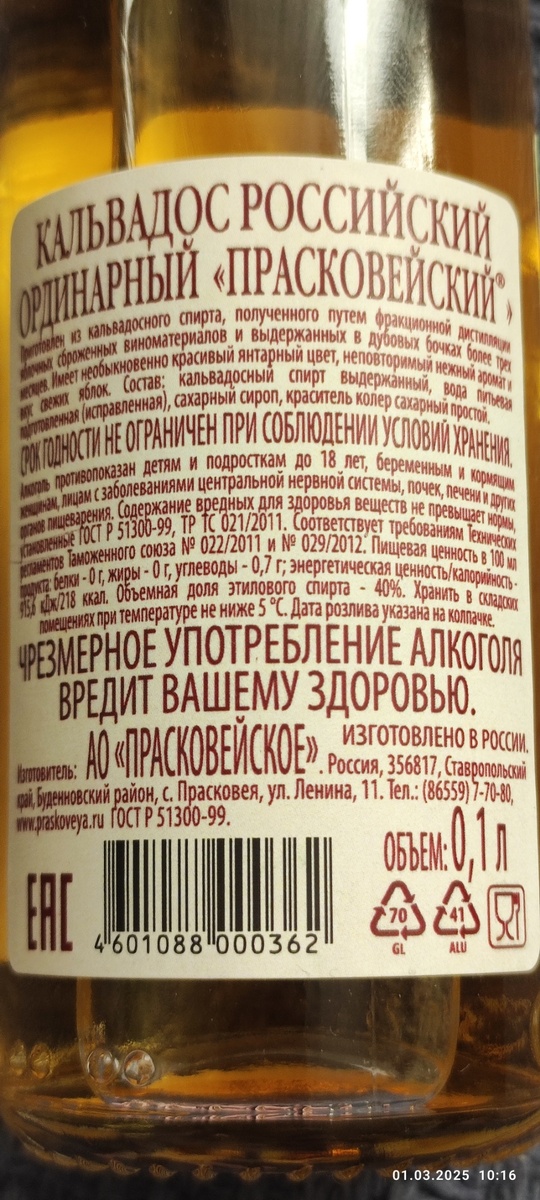 КАЛЬВАДОС РОССИЙСКИЙ
ОРДИНАРНЫЙ «ПРАСКОВЕЙСКИЙ®»
Приготовлен из кальвадосного спирта, полученного путем фракционной дистилляции
яблочных сброженных виноматериалов и выдержанных в дубовых бочках более трех
месяцев. Имеет необыкновенно красивый янтарный цвет, неповторимый нежный аромат и
вкус свежих яблок. Состав: кальвадосный спирт выдержанный, вода питьевая
подготовленная (исправленная), сахарный сироп, краситель колер сахарный простой.
СРОК ГОДНОСТИ НЕ ОГРАНИЧЕН ПРИ СОБЛЮДЕНИИ УСЛОВИЙ ХРАНЕНИЯ.
Алкоголь противопоказан детям и подросткам до 18 лет, беременным и кормящим
женщинам, лицам с заболеваниями центральной нервной системы, почек, печени и других
органов пищеварения. Содержание вредных для здоровья веществ не превышает нормы,
установленные ГОСТ Р 51300-99, ТР ТС 021/2011. Соответствует требованиям Технических
регламентов Таможенного союза № 022/2011 и № 029/2012. Пищевая ценность в 100 мл
продукта: белки - 0 г, жиры - 0 г, углеводы - 0,7 г; энергетическая ценность/калорийность -
915,6 кДж/218 ккал. Объемная доля этилового спирта - 40%. Хранить в складских
помещениях при температуре не ниже 5 °С. Дата розлива указана на колпачке.
ЧРЕЗМЕРНОЕ УПОТРЕБЛЕНИЕ АЛКОГОЛЯ
ВРЕДИТ ВАШЕМУ ЗДОРОВЬЮ.
ИЗГОТОВЛЕНО В РОССИИ.
Изготовитель: АО «ПРАСКОВЕЙСКОЕ». Россия, 356817, Ставропольский
край, Буденновский район, с. Прасковея, ул. Ленина, 11. Тел.: (86559) 7-70-80,
www.praskoveya.ru ГОСТ Р 51300-99.
ОБЪЕМ: 0,1 л
EAC
4 601088 000362
70
GL
41
ALU
01.03.2025 10:16